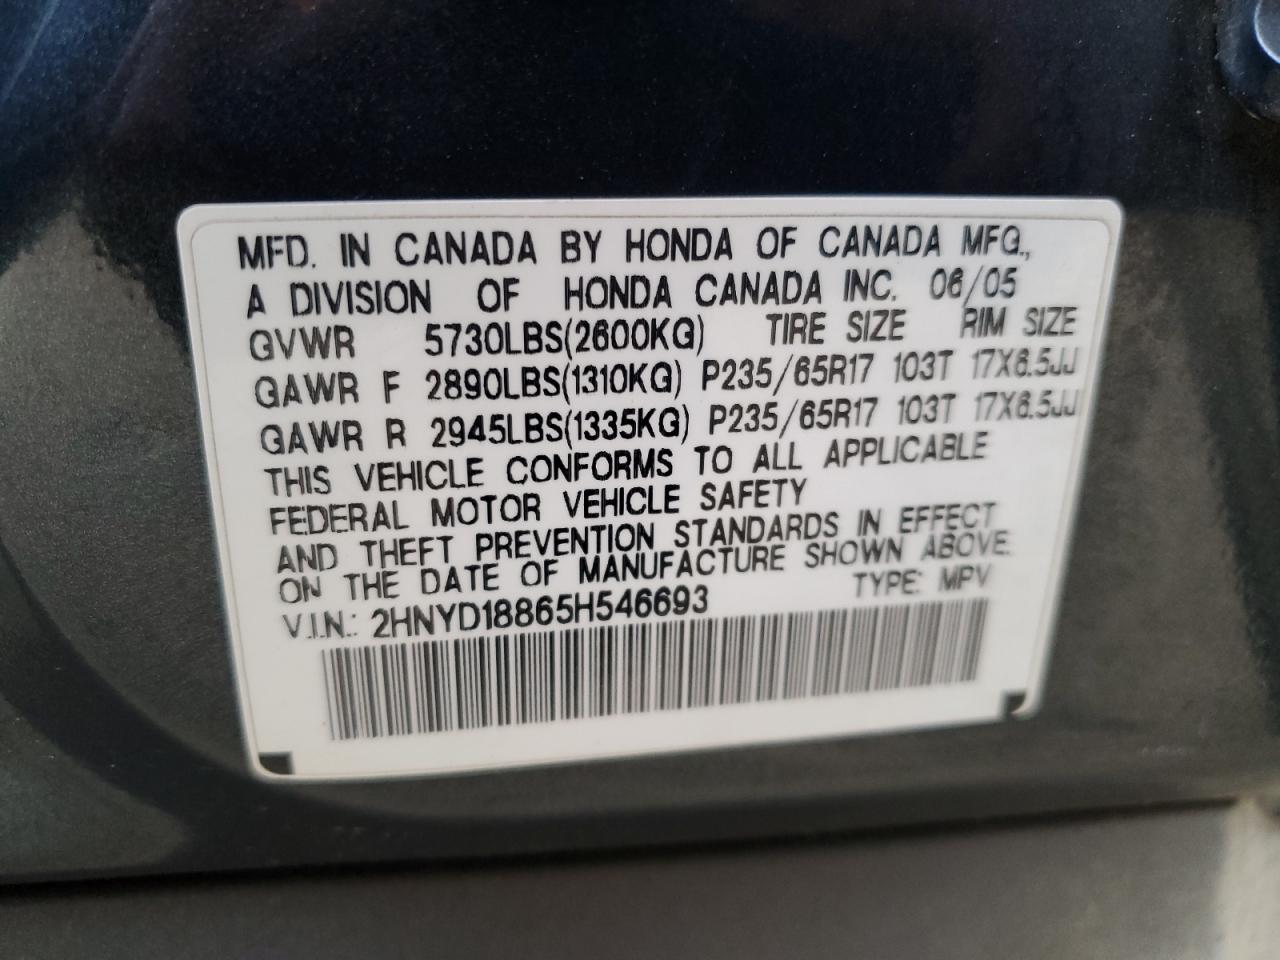 MFD. IN CANADA BY HONDA OF CANADA MFG.,
A DIVISION OF HONDA CANADA INC. 06/05
GVWR 5730LBS(2600KG) TIRE SIZE RIM SIZE
GAWR F 2890LBS(1310KG) P235/65R17 103T 17X6.5JJ
GAWR R 2945LBS(1335KG) P235/65R17 103T 17X6.5JJ
THIS VEHICLE CONFORMS TO ALL APPLICABLE
FEDERAL MOTOR VEHICLE SAFETY
AND THEFT PREVENTION STANDARDS IN EFFECT
ON THE DATE OF MANUFACTURE SHOWN ABOVE.
V.I.N.: 2HNYD18865H546693 TYPE: MPV